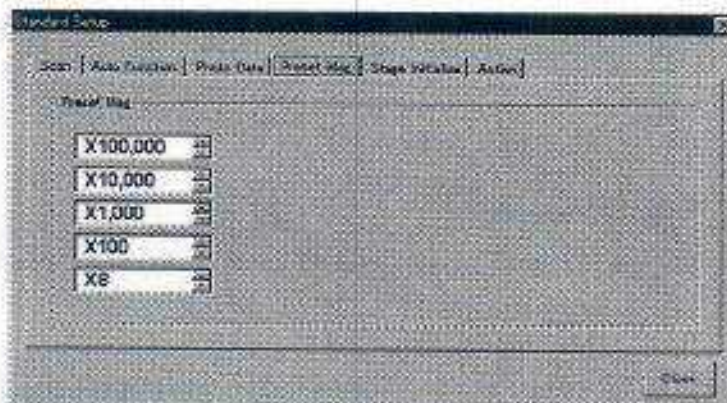 Standard Setup
Scan Auto Function Photo Data Preset Mag Stage Initialize Action
Preset Mag
X100,000
X10,000
X1,000
X100
X8
Close